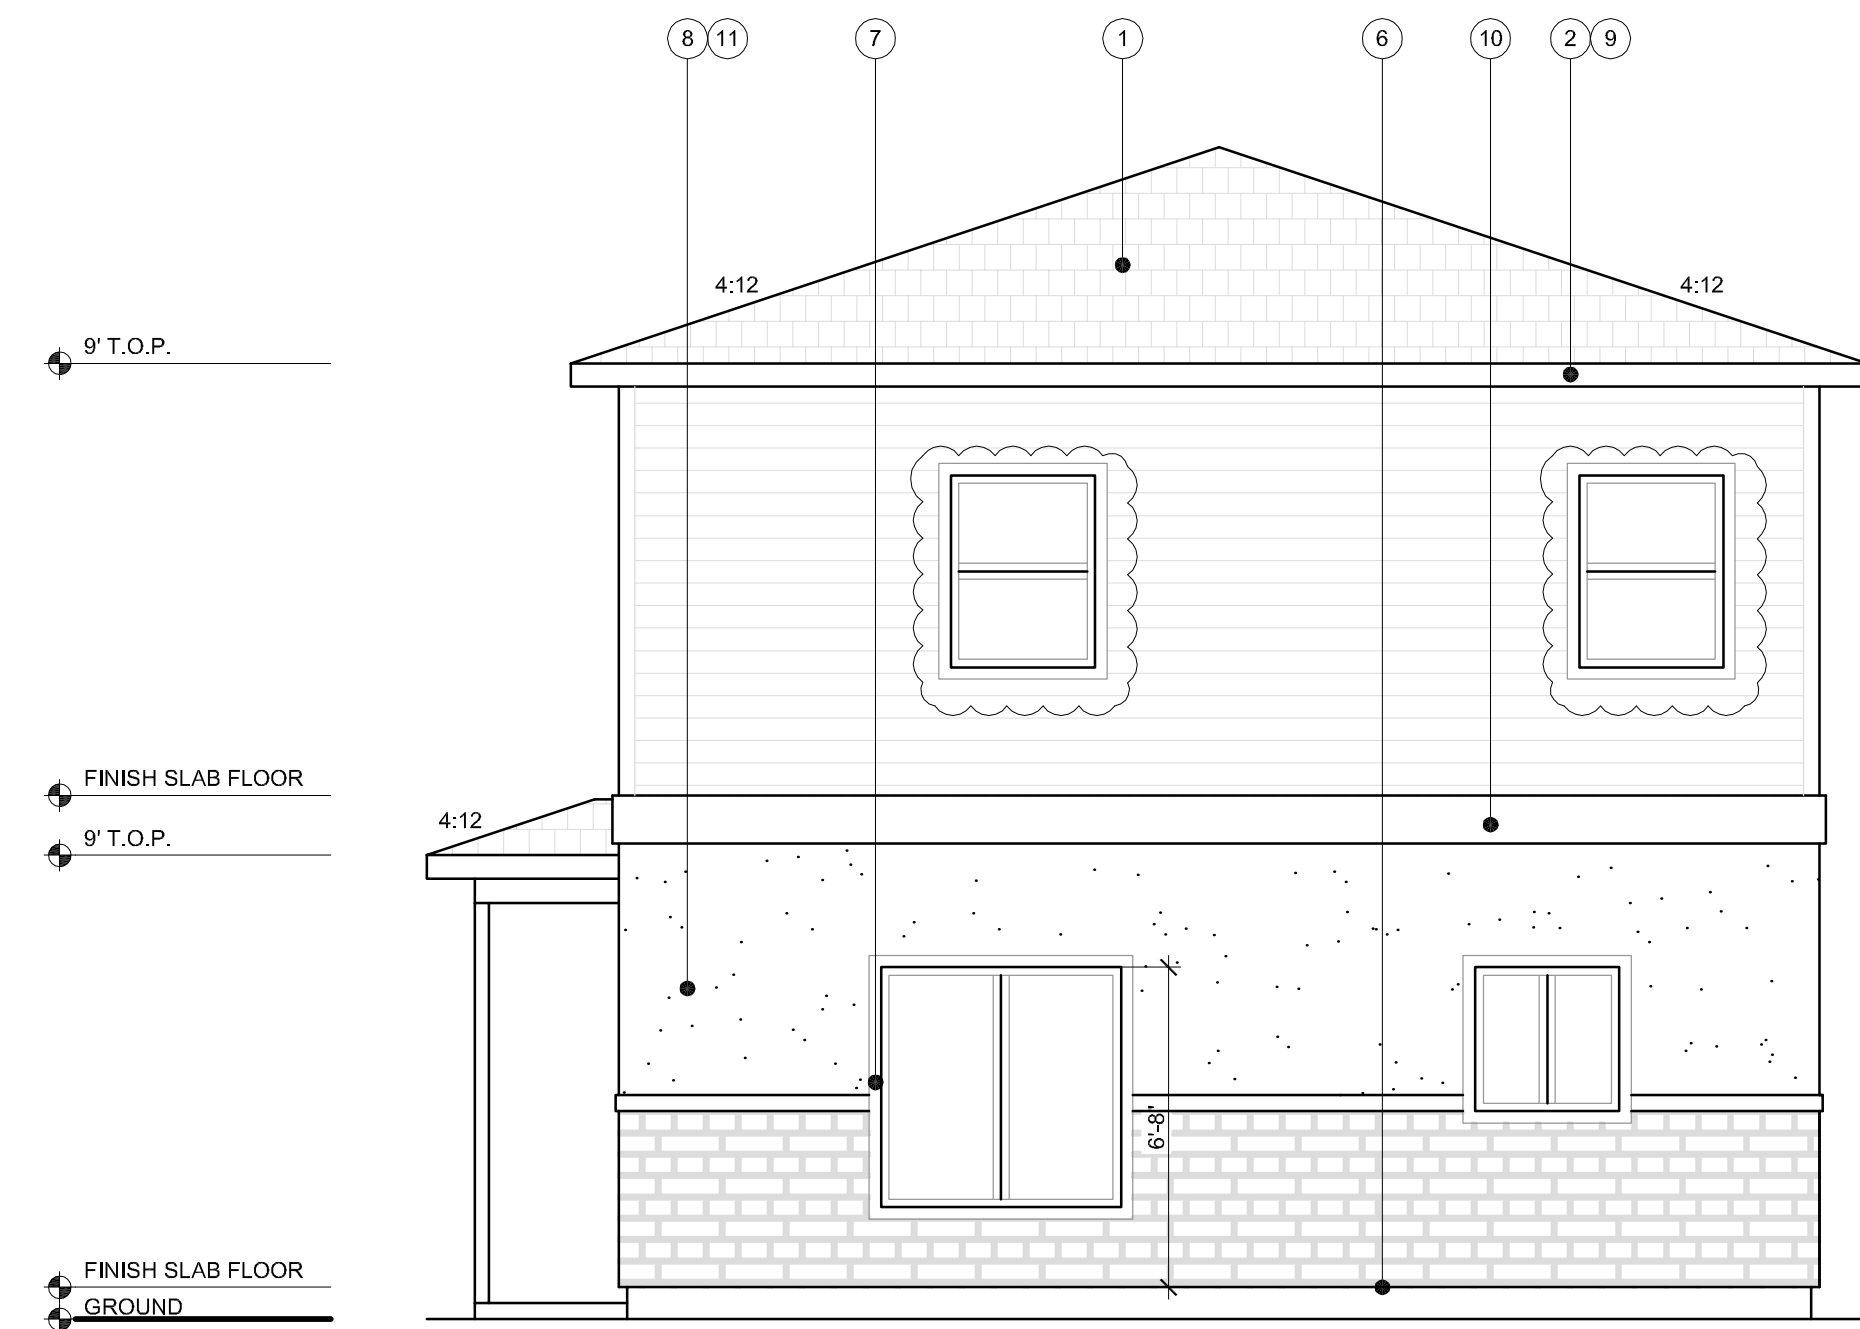 8 11 7 1 6 10 2 9
4:12 4:12
9' T.O.P.
FINISH SLAB FLOOR
4:12
9' T.O.P.
6'-8"
FINISH SLAB FLOOR
GROUND